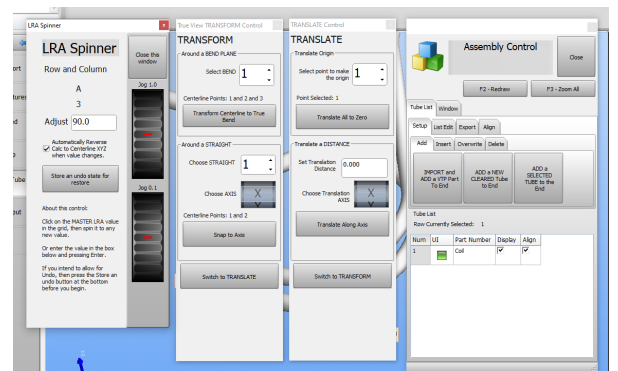 LRA Spinner
LRA Spinner
Close this
window
Row and Column
A
3
Jog 1.0
Adjust 90.0
Automatically Reverse
Calc to Centerline XYZ
when value changes.
Store an undo state for
restore
Jog 0.1
About this control:
Click on the MASTER LRA value
in the grid, then spin it to any
new value.
Or enter the value in the box
below and pressing Enter.
If you intend to allow for
Undo, then press the Store an
undo button at the bottom
before you begin.
True View TRANSFORM Control
TRANSFORM
Around a BEND PLANE
Select BEND 1
Centerline Points: 1 and 2 and 3
Transform Centerline to True
Bend
Around a STRAIGHT
Choose STRAIGHT 1
Choose AXIS X
Centerline Points: 1 and 2
Snap to Axis
Switch to TRANSLATE
TRANSLATE Control
TRANSLATE
Translate Origin
Select point to make
the origin 1
Point Selected: 1
Translate All to Zero
Translate a DISTANCE
Set Translation
Distance 0.000
Choose Translation
AXIS X
Translate Along Axis
Switch to TRANSFORM
Assembly Control
Close
F2 - Redraw
F3 - Zoom All
Tube List Window
Setup List Edit Export Align
Add Insert Overwrite Delete
IMPORT and
ADD a VTP Part
To End
ADD a NEW
CLEARED Tube
to End
ADD a
SELECTED
TUBE to the
End
Tube List
Row Currently Selected: 1
Num UI Part Number Display Align
1 Coil